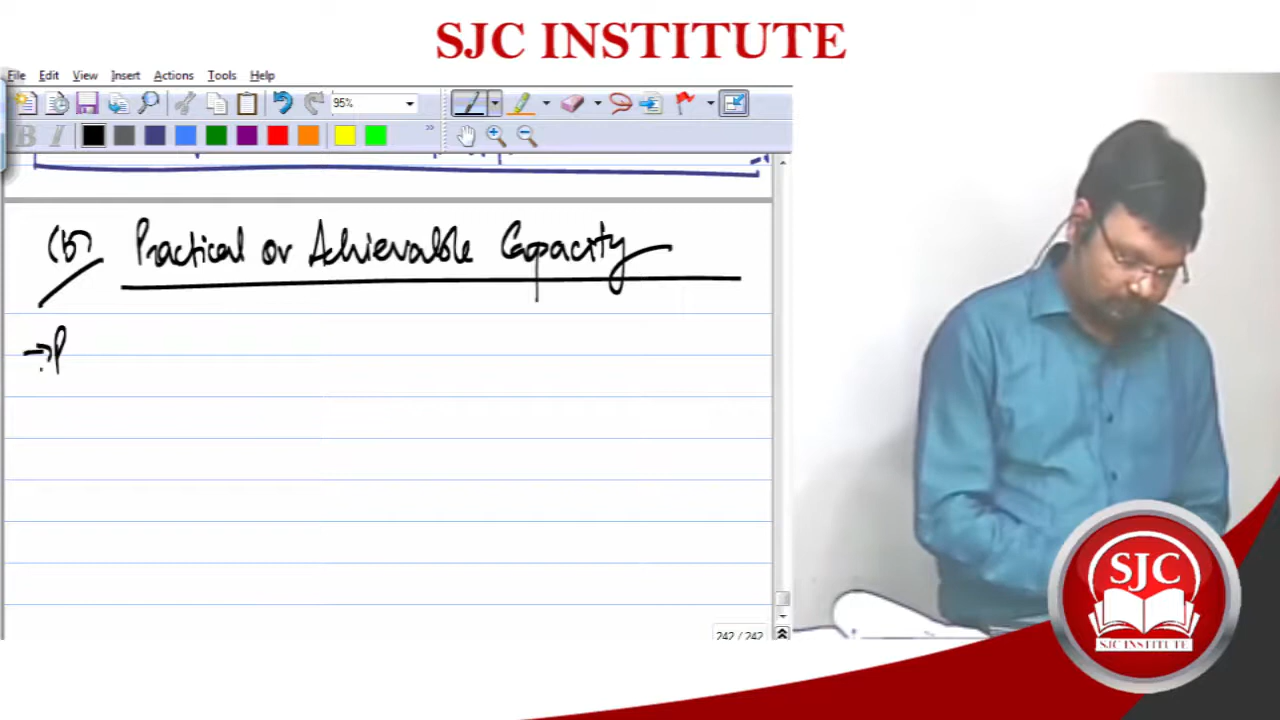 SJC INSTITUTE
File Edit View Insert Actions Tools Help
95%
B I
(b) Practical or Achievable Capacity
→ P
242 / 242
SJC
SJC INSTITUTE